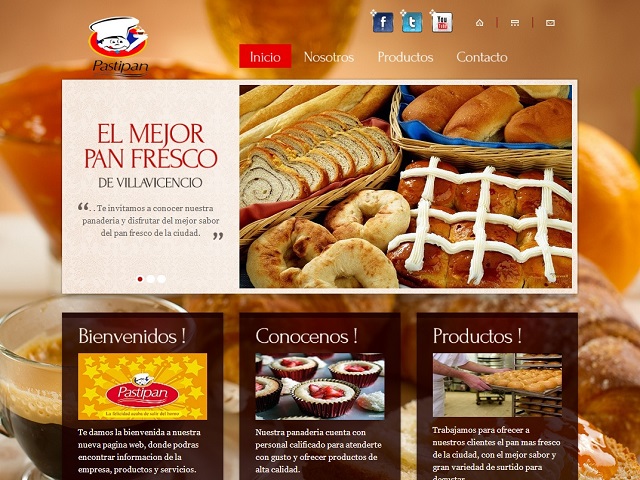 Pastipan
Inicio Nosotros Productos Contacto
EL MEJOR
PAN FRESCO
DE VILLAVICENCIO
“ . . Te invitamos a conocer nuestra
panaderia y disfrutar del mejor sabor
del pan fresco de la ciudad. ”
Bienvenidos !
Pastipan
La felicidad acaba de salir del horno
Te damos la bienvenida a nuestra
nueva pagina web, donde podras
encontrar informacion de la
empresa, productos y servicios.
Conocenos !
Nuestra panaderia cuenta con
personal calificado para atenderte
con gusto y ofrecer productos de
alta calidad.
Productos !
Trabajamos para ofrecer a
nuestros clientes el pan mas fresco
de la ciudad, con el mejor sabor y
gran variedad de surtido para
degustar